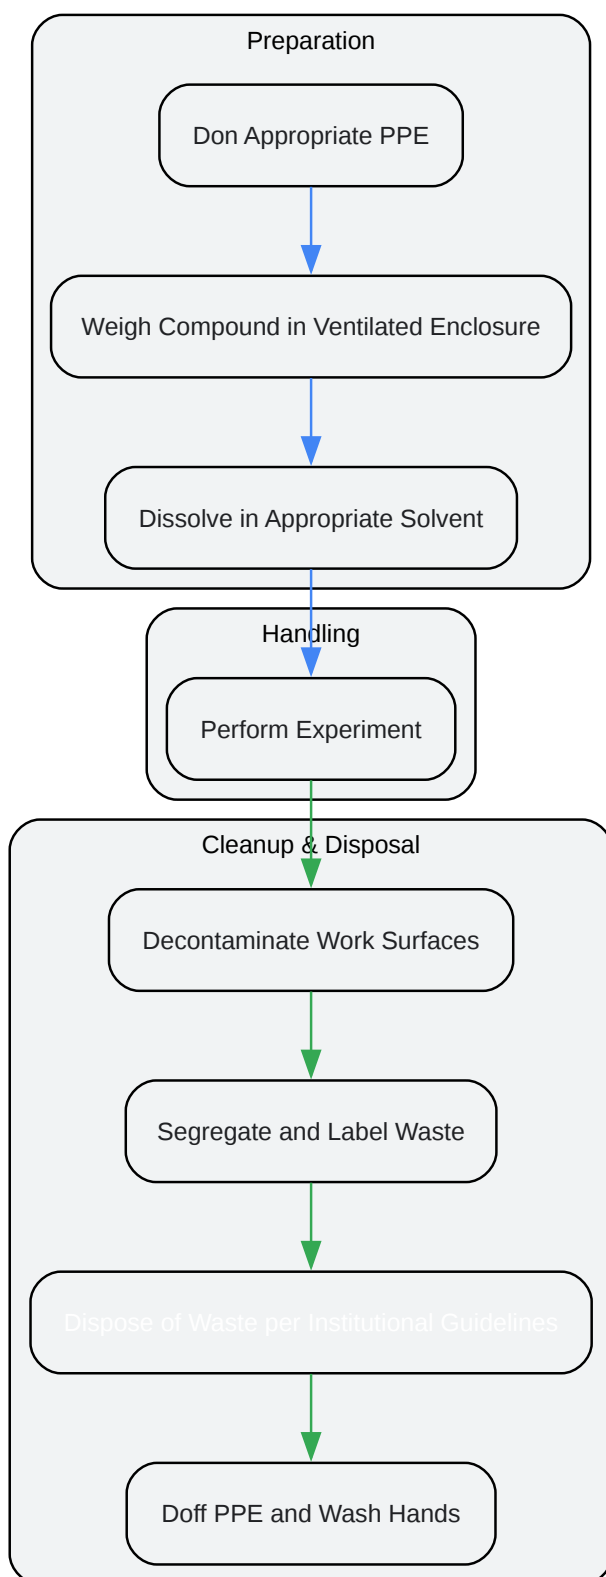 Preparation
Don Appropriate PPE
Weigh Compound in Ventilated Enclosure
Dissolve in Appropriate Solvent
Handling
Perform Experiment
Cleanup & Disposal
Decontaminate Work Surfaces
Segregate and Label Waste
Dispose of Waste per Institutional Guidelines
Doff PPE and Wash Hands